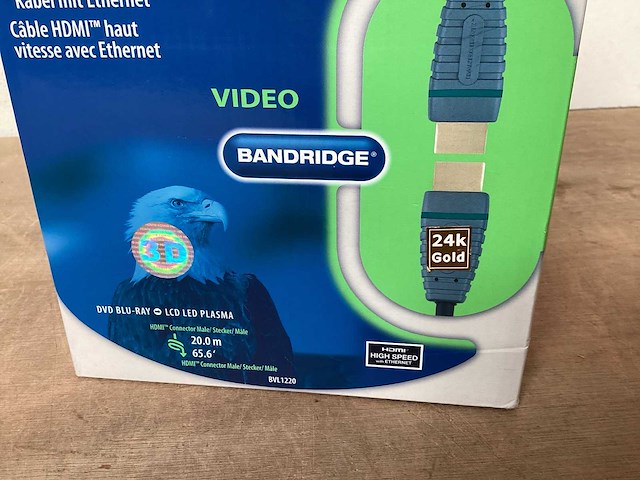 Kabel mit Ethernet
Câble HDMI™ haut
vitesse avec Ethernet
VIDEO
BANDRIDGE®
24k
Gold
3D
DVD BLU-RAY LCD LED PLASMA
HDMI™ Connector Male/ Stecker/ Mâle
20.0 m
65.6'
HDMI™ Connector Male/ Stecker/ Mâle
BVL1220
HDMI
HIGH SPEED
with ETHERNET